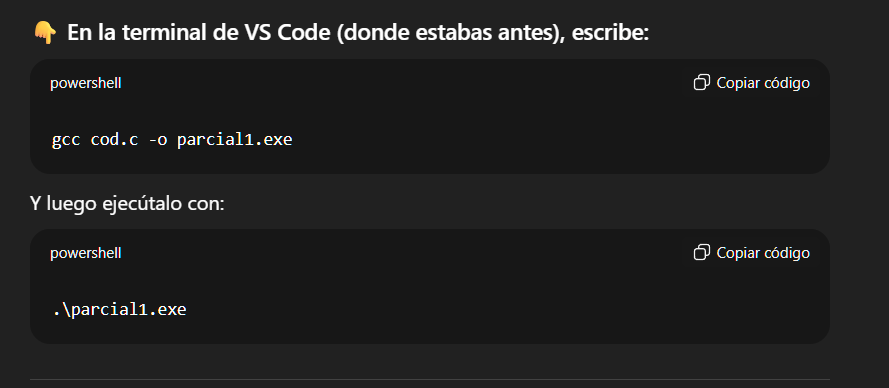 👇 En la terminal de VS Code (donde estabas antes), escribe:
powershell Copiar código
gcc cod.c -o parcial1.exe
Y luego ejecútalo con:
powershell Copiar código
.\parcial1.exe